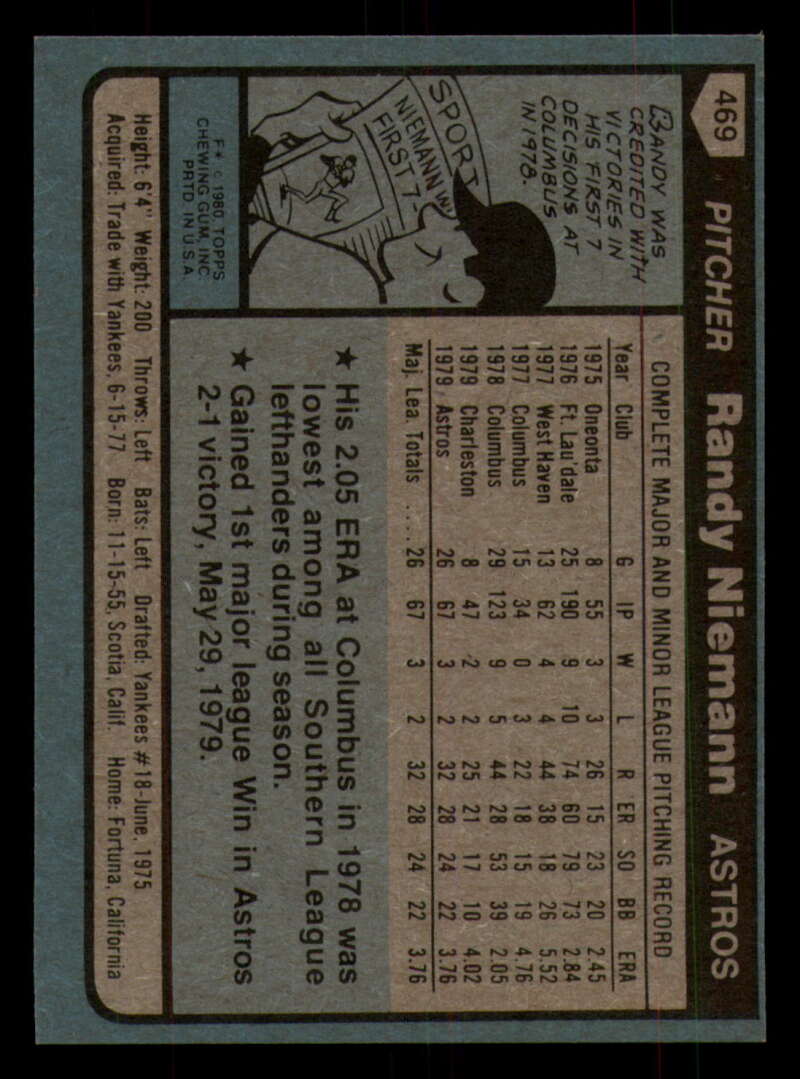 469 PITCHER Randy Niemann ASTROS
RANDY WAS
CREDITED WITH
VICTORIES IN
HIS FIRST 7
DECISIONS AT
COLUMBUS
IN 1978.
SPORT
NIEMANN W
FIRST 7-
F* © 1980 TOPPS
CHEWING GUM, INC.
PRTD. IN U.S.A.
COMPLETE MAJOR AND MINOR LEAGUE PITCHING RECORD
Year Club G IP W L R ER SO BB ERA
1975 Oneonta 8 55 3 3 26 15 23 20 2.45
1976 Ft. Lau'dale 25 190 9 10 74 60 79 73 2.84
1977 West Haven 13 62 4 4 44 38 18 26 5.52
1977 Columbus 15 34 0 3 22 18 15 19 4.76
1978 Columbus 29 123 9 5 44 28 53 39 2.05
1979 Charleston 8 47 2 2 25 21 17 10 4.02
1979 Astros 26 67 3 2 32 28 24 22 3.76
Maj. Lea. Totals .... 26 67 3 2 32 28 24 22 3.76
★ His 2.05 ERA at Columbus in 1978 was
lowest among all Southern League
lefthanders during season.
★ Gained 1st major league Win in Astros
2-1 victory, May 29, 1979.
Height: 6'4" Weight: 200 Throws: Left Bats: Left Drafted: Yankees #18-June, 1975
Acquired: Trade with Yankees, 6-15-77 Born: 11-15-55, Scotia, Calif. Home: Fortuna, California